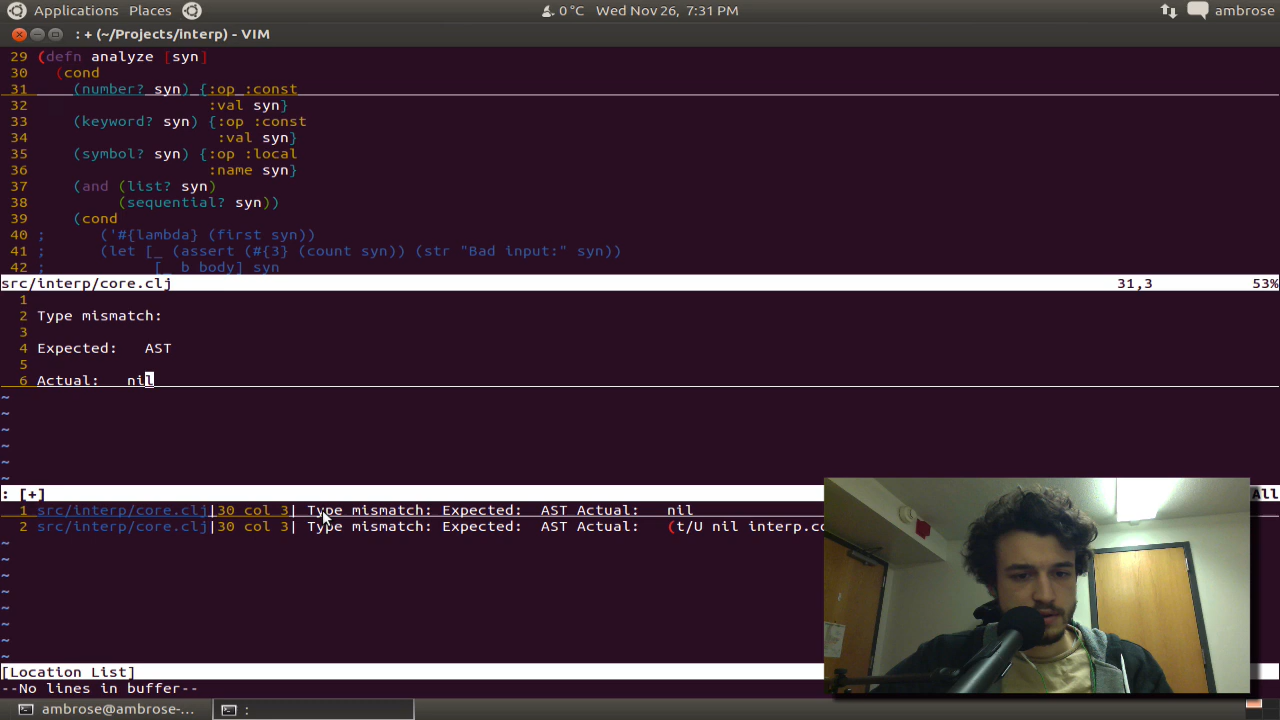 Applications Places 0 °C Wed Nov 26, 7:31 PM ambrose
: + (~/Projects/interp) - VIM
29 (defn analyze [syn]
30 (cond
31 (number? syn) {:op :const
32 :val syn}
33 (keyword? syn) {:op :const
34 :val syn}
35 (symbol? syn) {:op :local
36 :name syn}
37 (and (list? syn)
38 (sequential? syn))
39 (cond
40 ; ('#{lambda} (first syn))
41 ; (let [_ (assert (#{3} (count syn)) (str "Bad input:" syn))
42 ; [_ b body] syn
src/interp/core.clj 31,3 53%
1
2 Type mismatch:
3
4 Expected: AST
5
6 Actual: nil
~
~
~
~
~
~
: [+] All
1 src/interp/core.clj|30 col 3| Type mismatch: Expected: AST Actual: nil
2 src/interp/core.clj|30 col 3| Type mismatch: Expected: AST Actual: (t/U nil interp.co
~
~
~
~
~
~
~
~
[Location List]
--No lines in buffer--
ambrose@ambrose-... :